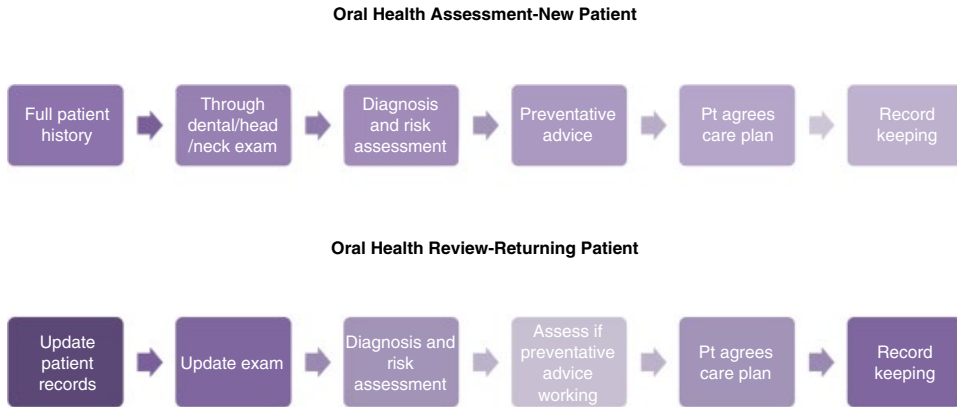 Oral Health Assessment-New Patient
Full patient
history
Through
dental/head
/neck exam
Diagnosis
and risk
assessment
Preventative
advice
Pt agrees
care plan
Record
keeping
Oral Health Review-Returning Patient
Update
patient
records
Update exam
Diagnosis and
risk
assessment
Assess if
preventative
advice
working
Pt agrees
care plan
Record
keeping